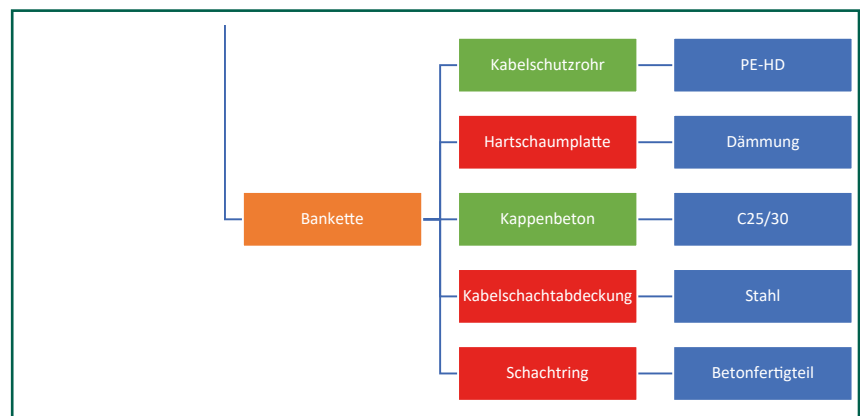 Kabelschutzrohr
PE-HD
Hartschaumplatte
Dämmung
Bankette
Kappenbeton
C25/30
Kabelschachtabdeckung
Stahl
Schachtring
Betonfertigteil